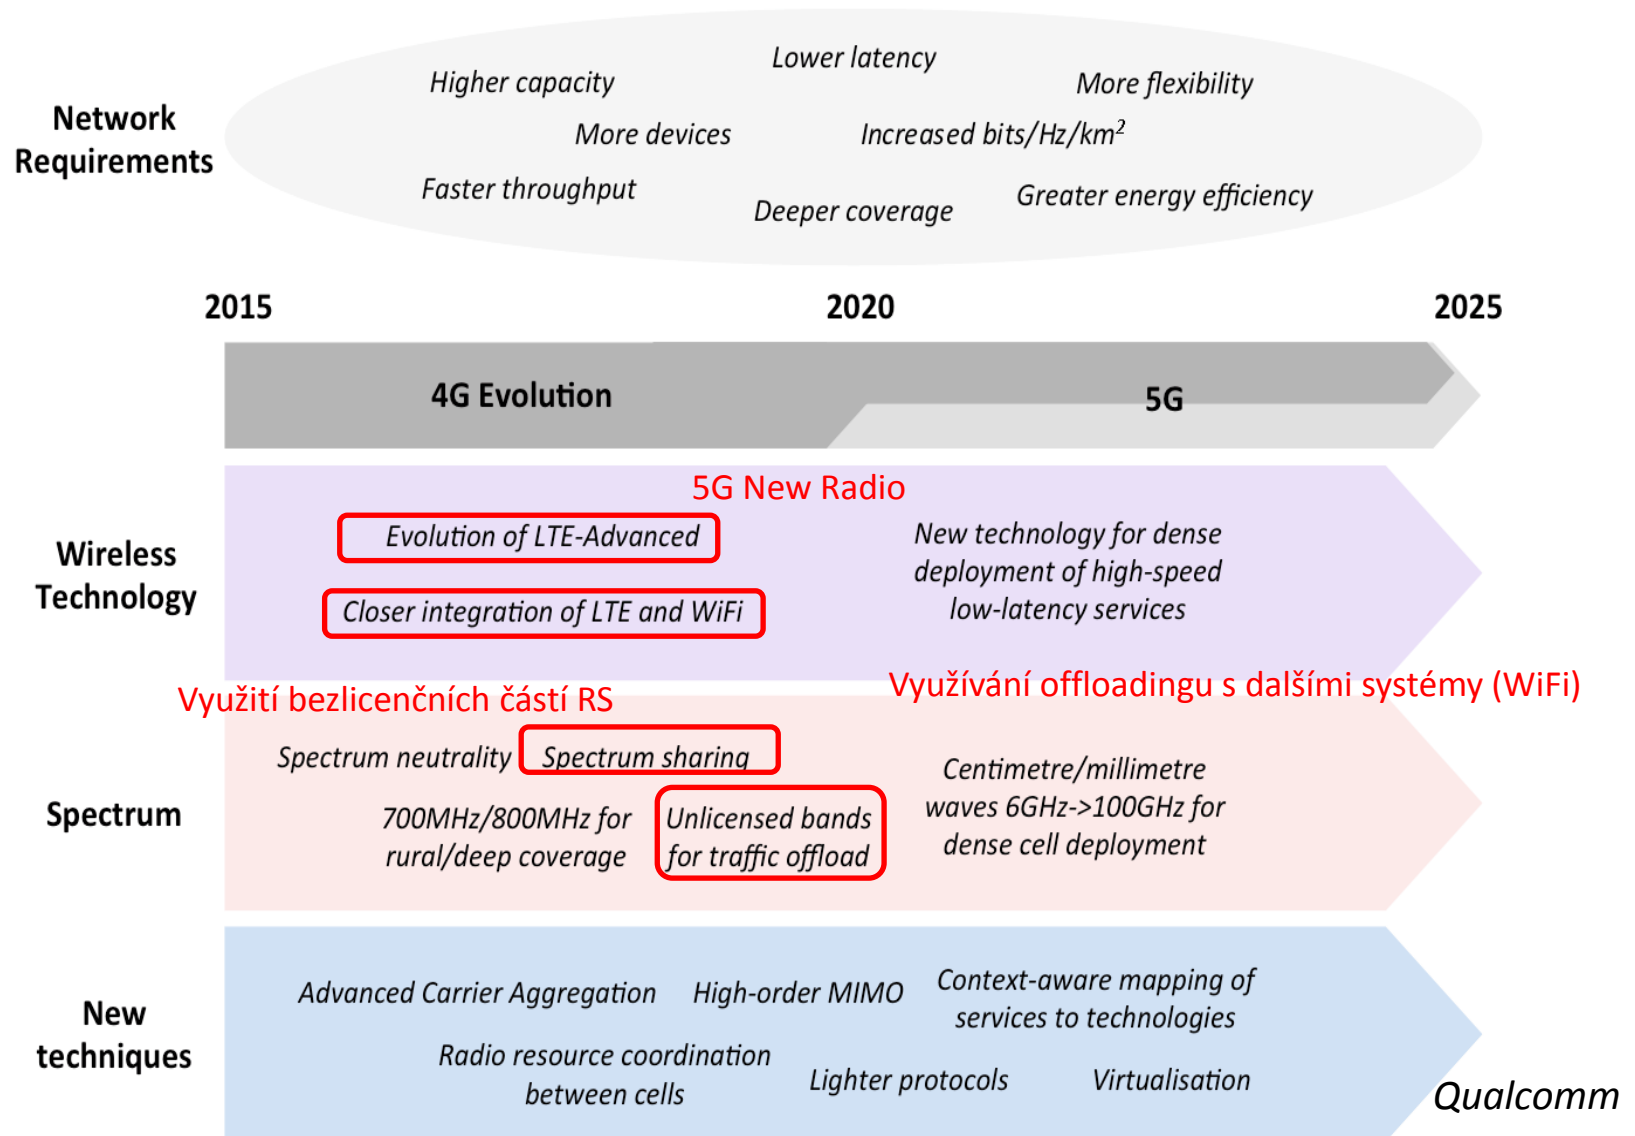 Lower latency
Higher capacity
More flexibility
Network
Requirements
More devices
Increased bits/Hz/km²
Faster throughput
Deeper coverage
Greater energy efficiency
2015
2020
2025
4G Evolution
5G
5G New Radio
Wireless
Technology
Evolution of LTE-Advanced
Closer integration of LTE and WiFi
New technology for dense
deployment of high-speed
low-latency services
Využití bezlicenčních částí RS
Využívání offloadingu s dalšími systémy (WiFi)
Spectrum
Spectrum neutrality
Spectrum sharing
700MHz/800MHz for
rural/deep coverage
Unlicensed bands
for traffic offload
Centimetre/millimetre
waves 6GHz->100GHz for
dense cell deployment
New
techniques
Advanced Carrier Aggregation
High-order MIMO
Context-aware mapping of
services to technologies
Radio resource coordination
between cells
Lighter protocols
Virtualisation
Qualcomm